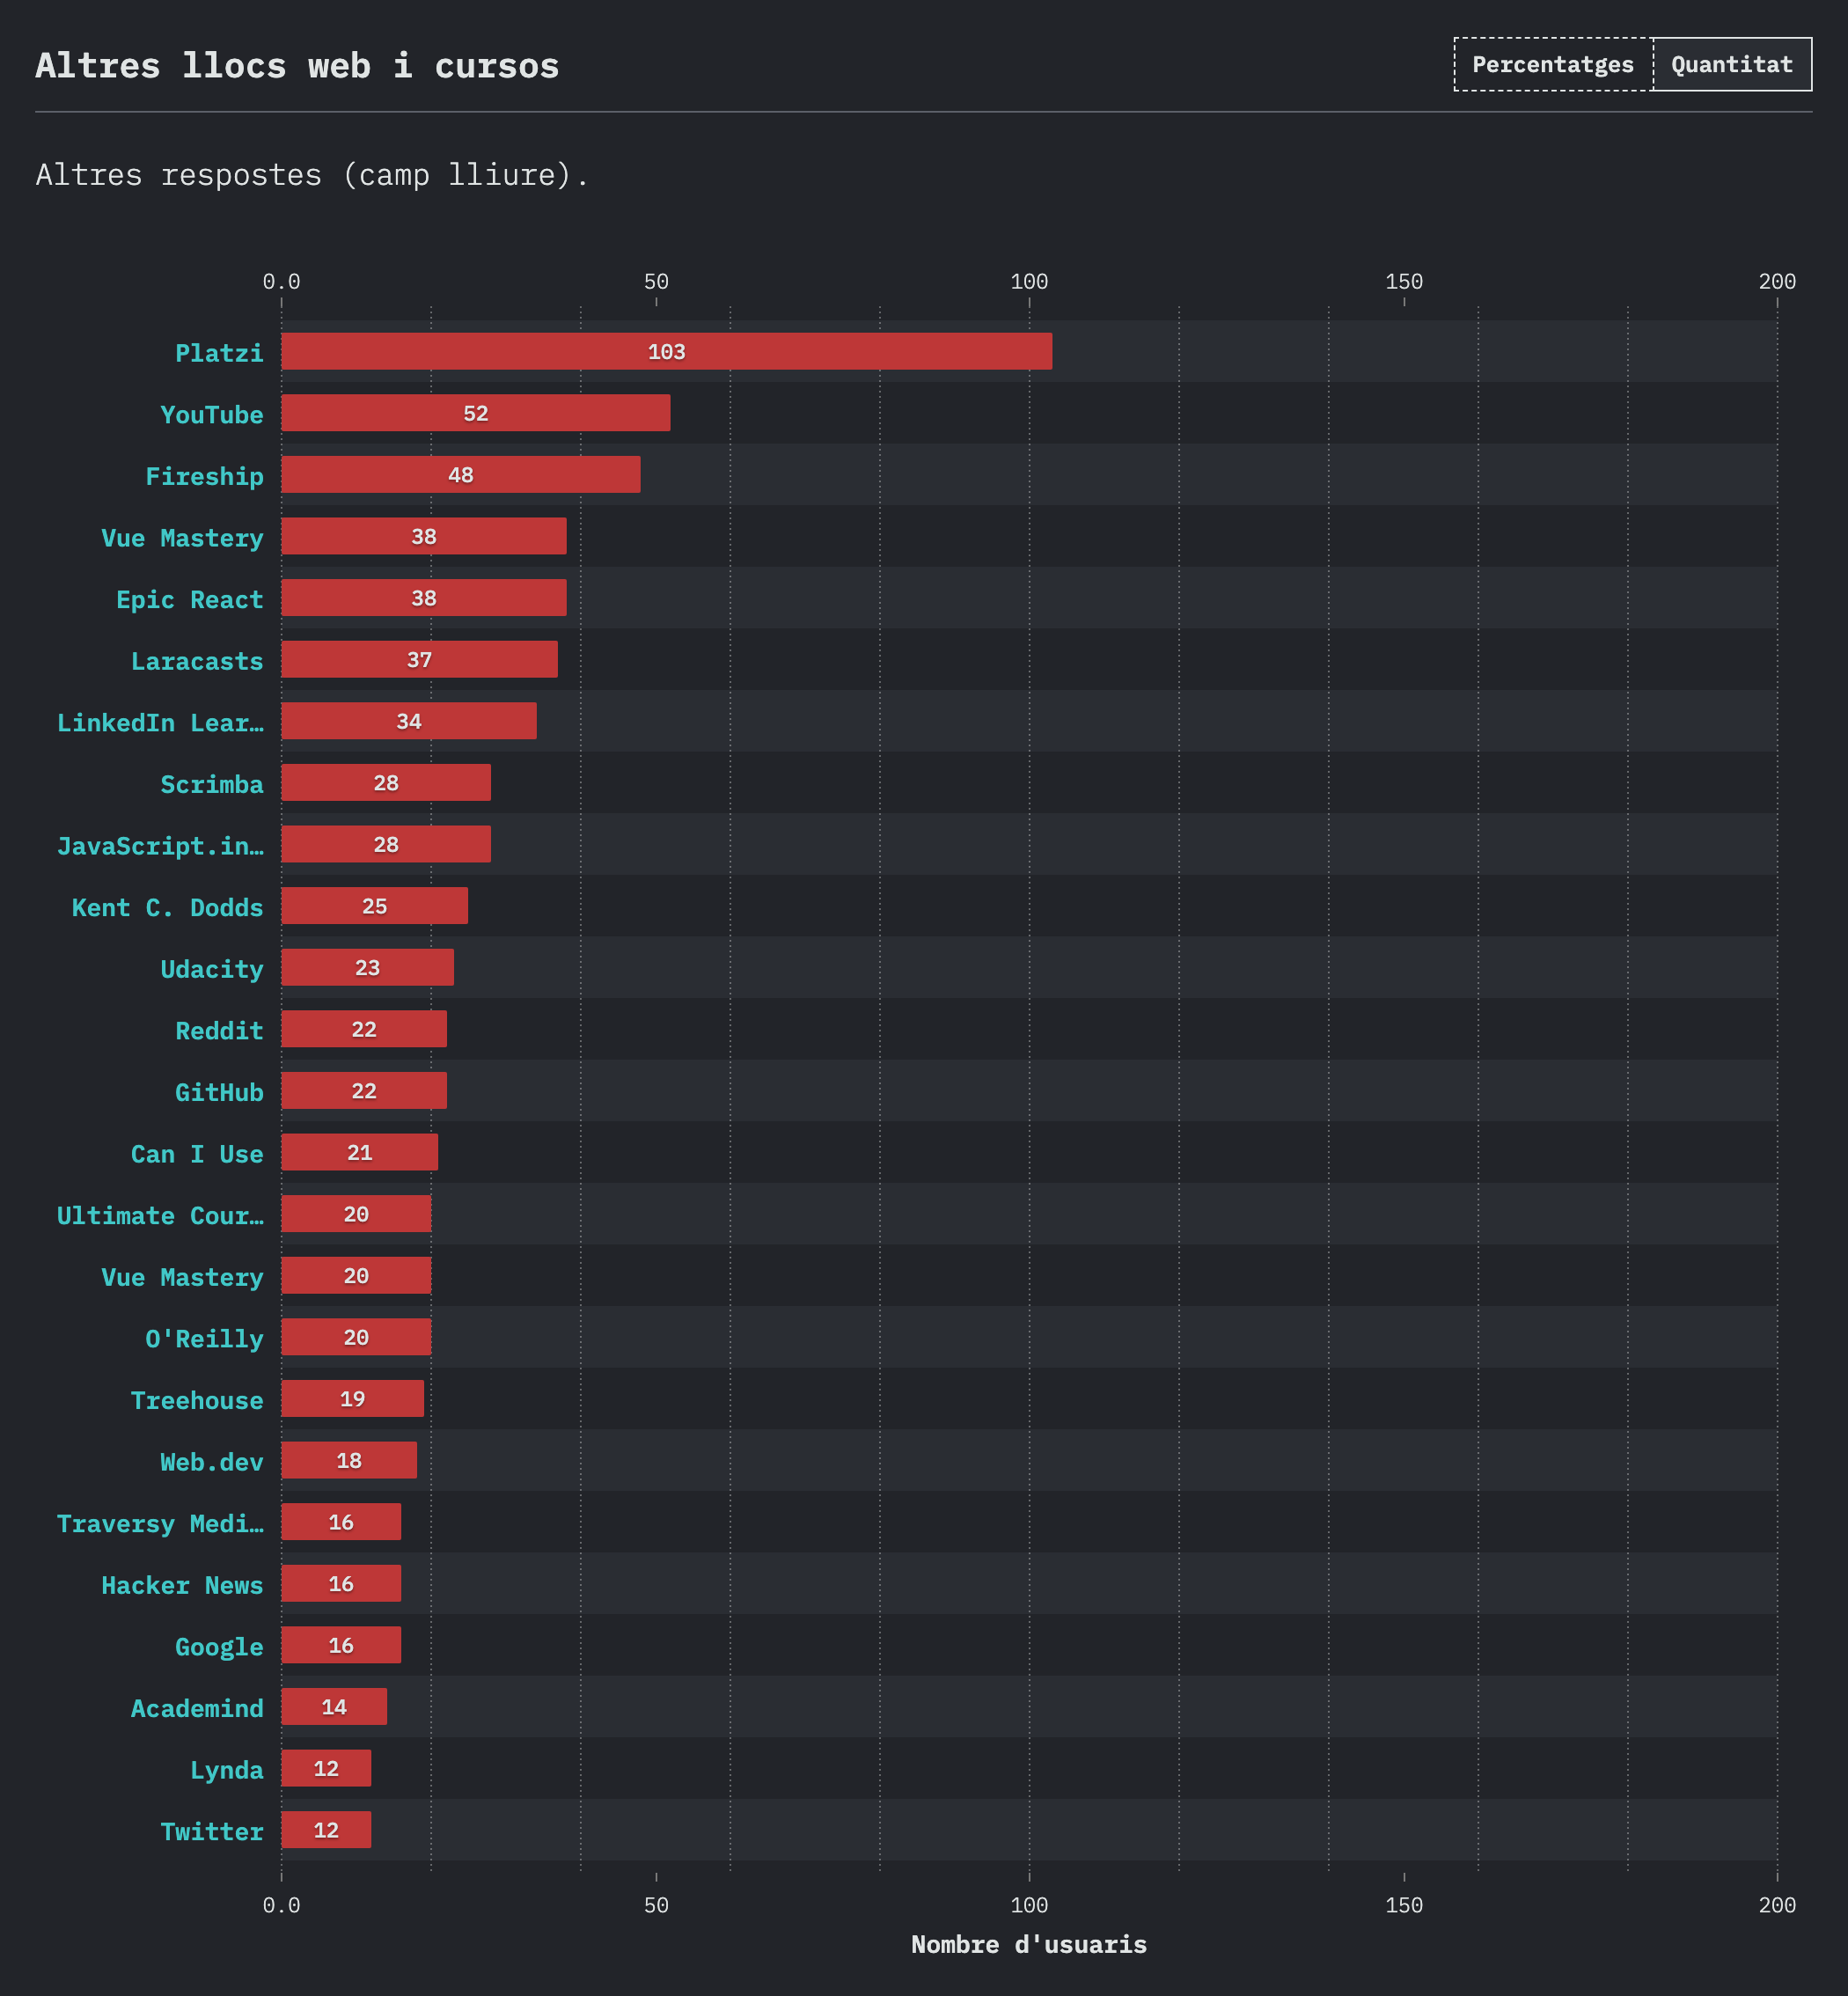 Altres llocs web i cursos
Percentatges Quantitat
Altres respostes (camp lliure).
0.0 50 100 150 200
Platzi 103
YouTube 52
Fireship 48
Vue Mastery 38
Epic React 38
Laracasts 37
LinkedIn Lear… 34
Scrimba 28
JavaScript.in… 28
Kent C. Dodds 25
Udacity 23
Reddit 22
GitHub 22
Can I Use 21
Ultimate Cour… 20
Vue Mastery 20
O'Reilly 20
Treehouse 19
Web.dev 18
Traversy Medi… 16
Hacker News 16
Google 16
Academind 14
Lynda 12
Twitter 12
0.0 50 100 150 200
Nombre d'usuaris